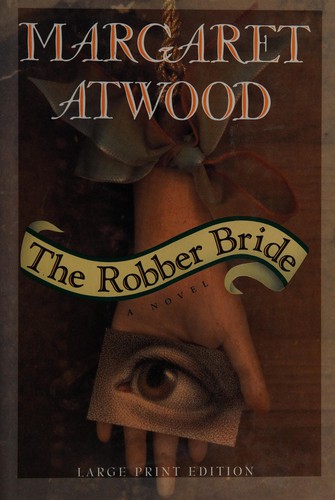 MARGARET
ATWOOD
The Robber Bride
A NOVEL
LARGE PRINT EDITION